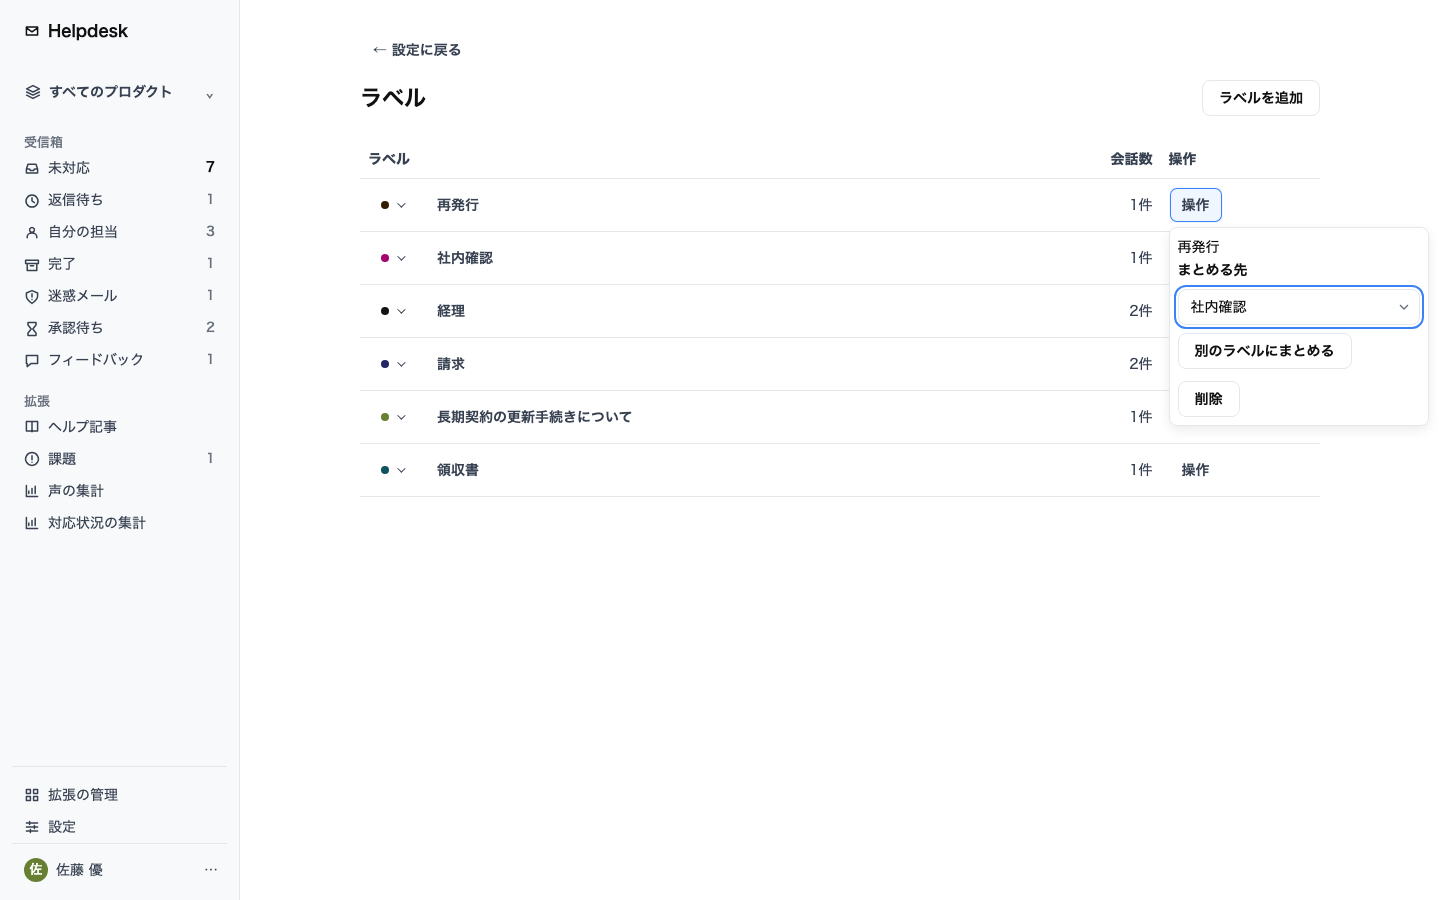 Helpdesk
すべてのプロダクト
受信箱
未対応 7
返信待ち 1
自分の担当 3
完了 1
迷惑メール 1
承認待ち 2
フィードバック 1
拡張
ヘルプ記事
課題 1
声の集計
対応状況の集計
拡張の管理
設定
佐 佐藤 優 …
← 設定に戻る
ラベル
ラベルを追加
ラベル 会話数 操作
再発行 1件 操作
社内確認 1件
経理 2件
請求 2件
長期契約の更新手続きについて 1件
領収書 1件 操作
再発行
まとめる先
社内確認
別のラベルにまとめる
削除